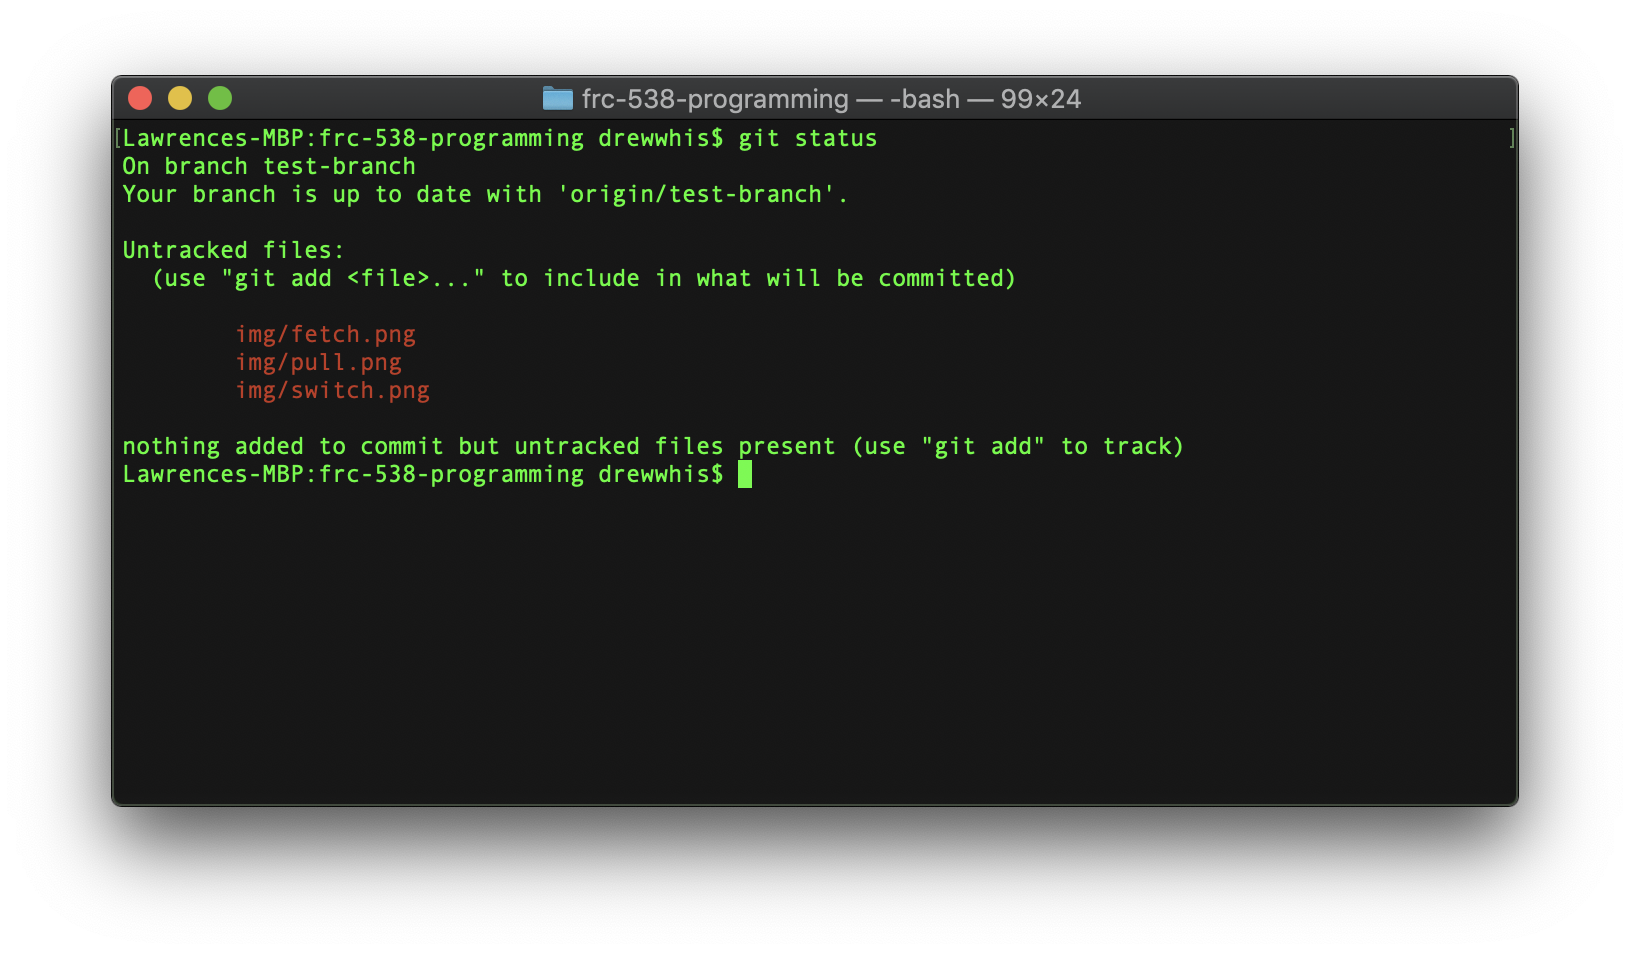 frc-538-programming — -bash — 99×24
[Lawrences-MBP:frc-538-programming drewwhis$ git status ]
On branch test-branch
Your branch is up to date with 'origin/test-branch'.
Untracked files:
(use "git add <file>..." to include in what will be committed)
img/fetch.png
img/pull.png
img/switch.png
nothing added to commit but untracked files present (use "git add" to track)
Lawrences-MBP:frc-538-programming drewwhis$